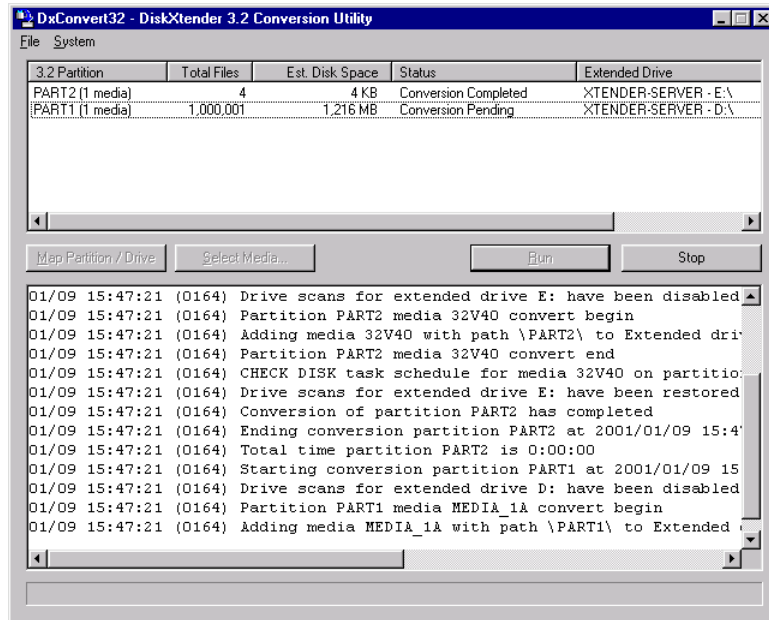 DxConvert32 - DiskXtender 3.2 Conversion Utility
File System
3.2 Partition Total Files Est. Disk Space Status Extended Drive
PART2 (1 media) 4 4 KB Conversion Completed XTENDER-SERVER - E:\
PART1 (1 media) 1,000,001 1,216 MB Conversion Pending XTENDER-SERVER - D:\
Map Partition / Drive Select Media... Run Stop
01/09 15:47:21 (0164) Drive scans for extended drive E: have been disabled
01/09 15:47:21 (0164) Partition PART2 media 32V40 convert begin
01/09 15:47:21 (0164) Adding media 32V40 with path \PART2\ to Extended driv
01/09 15:47:21 (0164) Partition PART2 media 32V40 convert end
01/09 15:47:21 (0164) CHECK DISK task schedule for media 32V40 on partitio
01/09 15:47:21 (0164) Drive scans for extended drive E: have been restored
01/09 15:47:21 (0164) Conversion of partition PART2 has completed
01/09 15:47:21 (0164) Ending conversion partition PART2 at 2001/01/09 15:4
01/09 15:47:21 (0164) Total time partition PART2 is 0:00:00
01/09 15:47:21 (0164) Starting conversion partition PART1 at 2001/01/09 15
01/09 15:47:21 (0164) Drive scans for extended drive D: have been disabled
01/09 15:47:21 (0164) Partition PART1 media MEDIA_1A convert begin
01/09 15:47:21 (0164) Adding media MEDIA_1A with path \PART1\ to Extended